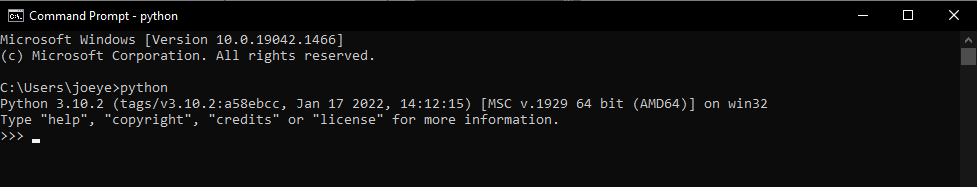 Command Prompt - python
Microsoft Windows [Version 10.0.19042.1466]
(c) Microsoft Corporation. All rights reserved.
C:\Users\joeye>python
Python 3.10.2 (tags/v3.10.2:a58ebcc, Jan 17 2022, 14:12:15) [MSC v.1929 64 bit (AMD64)] on win32
Type "help", "copyright", "credits" or "license" for more information.
>>>